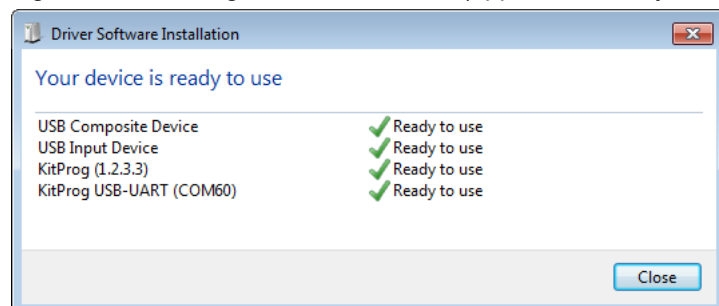 Driver Software Installation
Your device is ready to use
USB Composite Device Ready to use
USB Input Device Ready to use
KitProg (1.2.3.3) Ready to use
KitProg USB-UART (COM60) Ready to use
Close